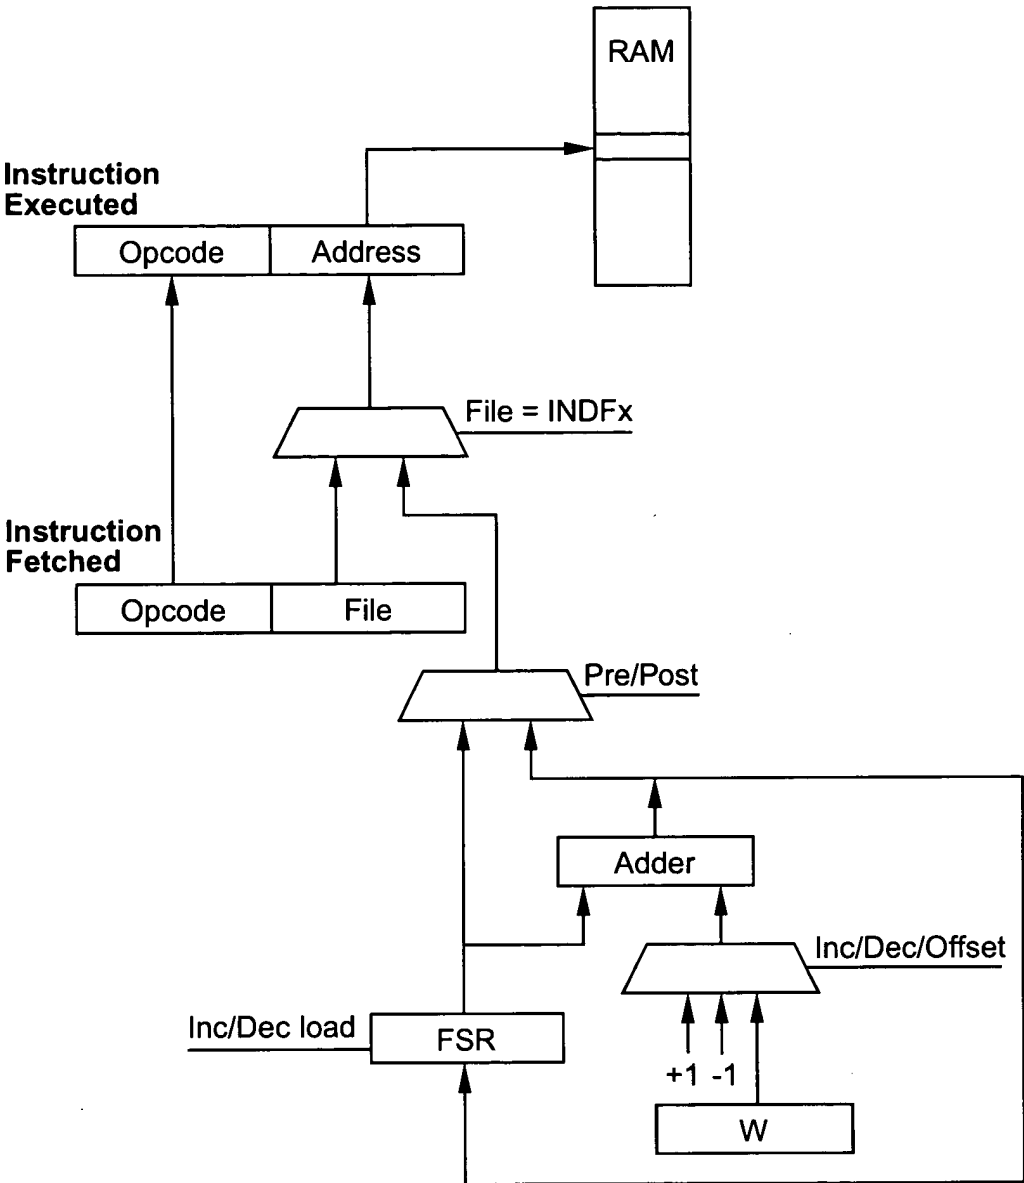 RAM
Instruction
Executed
Opcode
Address
File = INDFx
Instruction
Fetched
Opcode
File
Pre/Post
Adder
Inc/Dec/Offset
Inc/Dec load
FSR
+1 -1
W